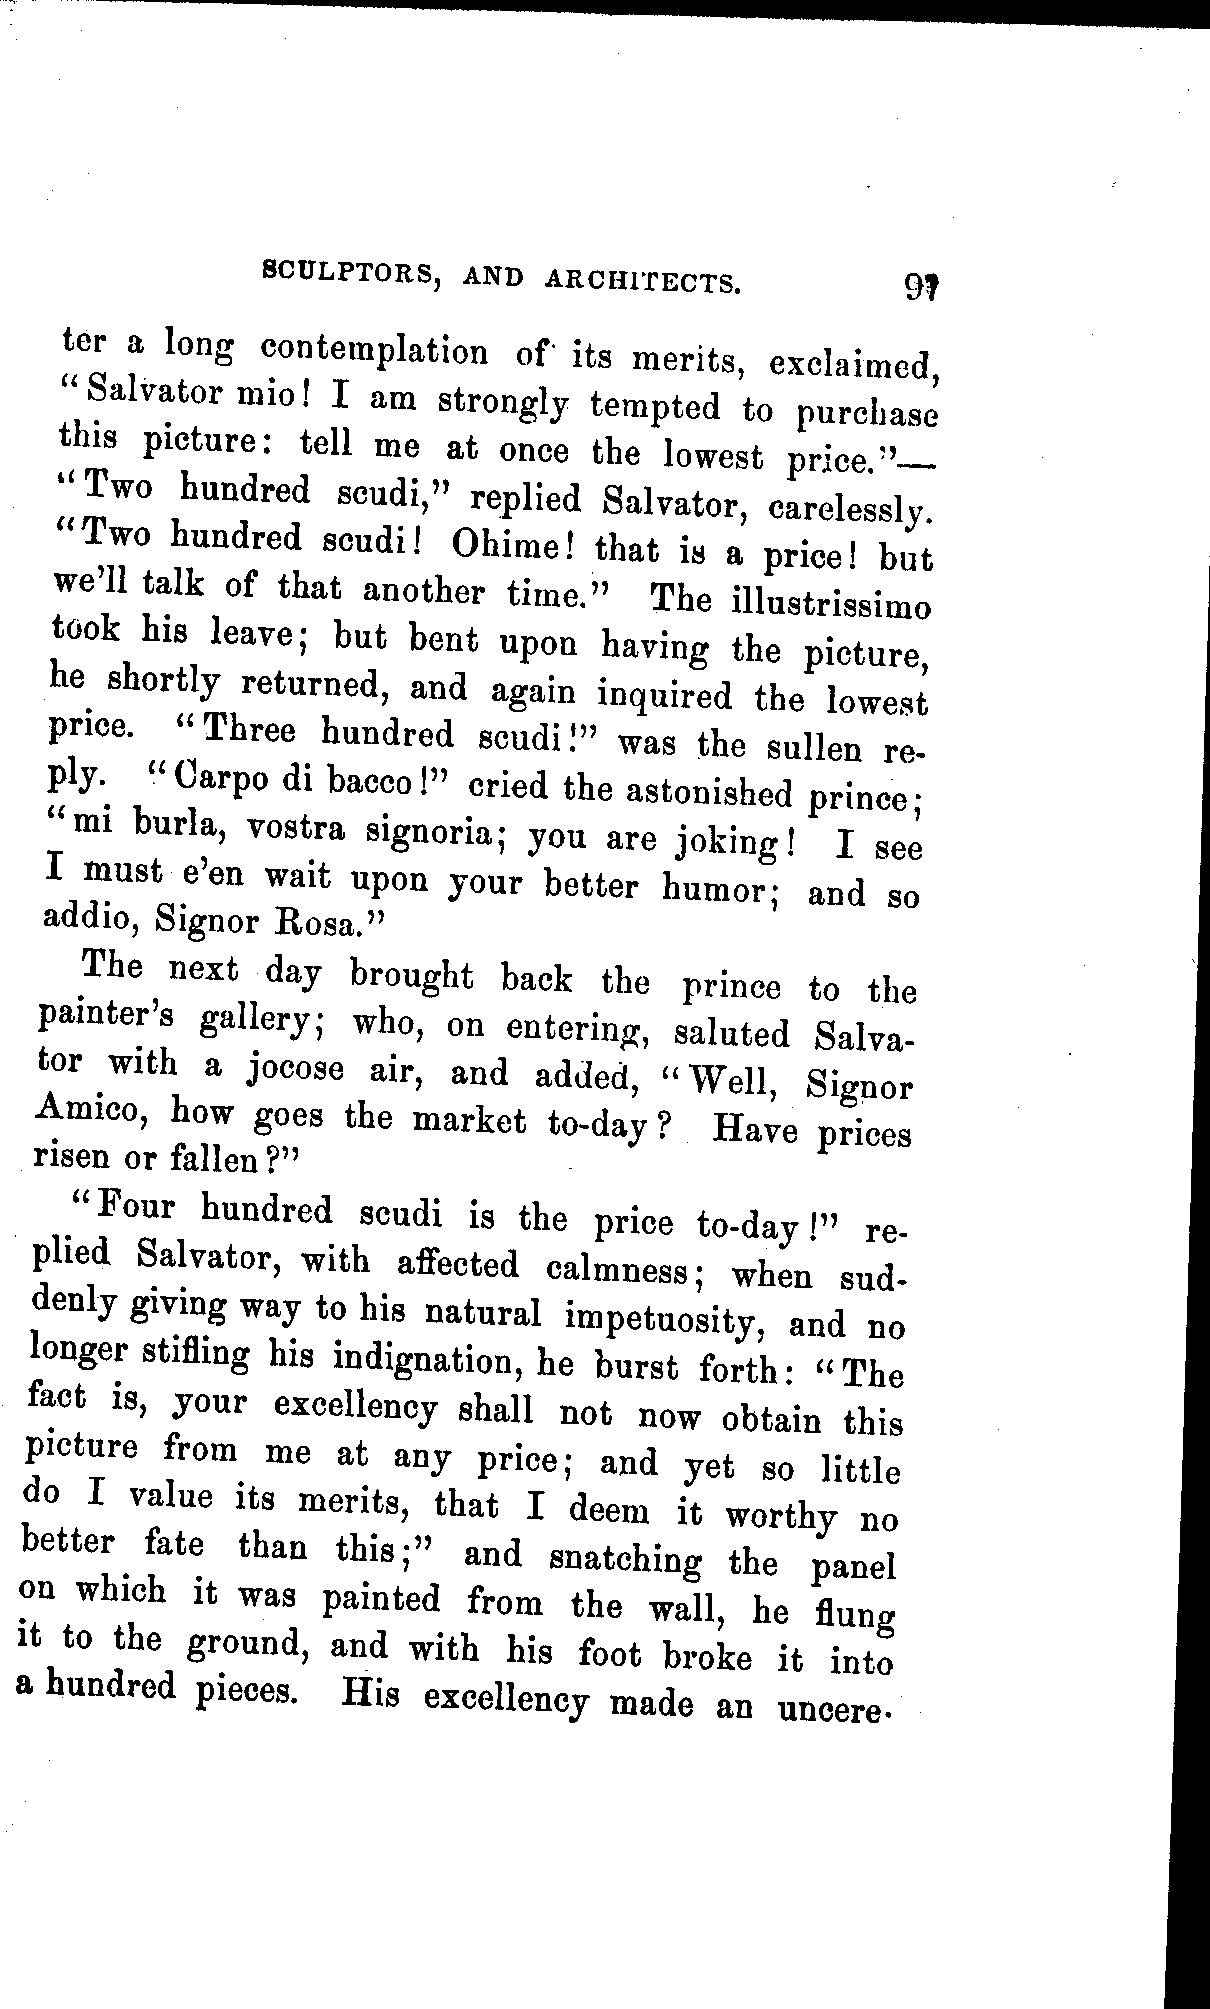 SCULPTORS, AND ARCHITECTS. 97
ter a long contemplation of its merits, exclaimed,
“Salvator mio! I am strongly tempted to purchase
this picture: tell me at once the lowest price.”—
“Two hundred scudi,” replied Salvator, carelessly.
“Two hundred scudi! Ohime! that is a price! but
we’ll talk of that another time.” The illustrissimo
took his leave; but bent upon having the picture,
he shortly returned, and again inquired the lowest
price. “Three hundred scudi!” was the sullen re-
ply. “Carpo di bacco!” cried the astonished prince;
“mi burla, vostra signoria; you are joking! I see
I must e’en wait upon your better humor; and so
addio, Signor Rosa.”
The next day brought back the prince to the
painter’s gallery; who, on entering, saluted Salva-
tor with a jocose air, and added, “Well, Signor
Amico, how goes the market to-day? Have prices
risen or fallen?”
“Four hundred scudi is the price to-day!” re-
plied Salvator, with affected calmness; when sud-
denly giving way to his natural impetuosity, and no
longer stifling his indignation, he burst forth: “The
fact is, your excellency shall not now obtain this
picture from me at any price; and yet so little
do I value its merits, that I deem it worthy no
better fate than this;” and snatching the panel
on which it was painted from the wall, he flung
it to the ground, and with his foot broke it into
a hundred pieces. His excellency made an uncere-